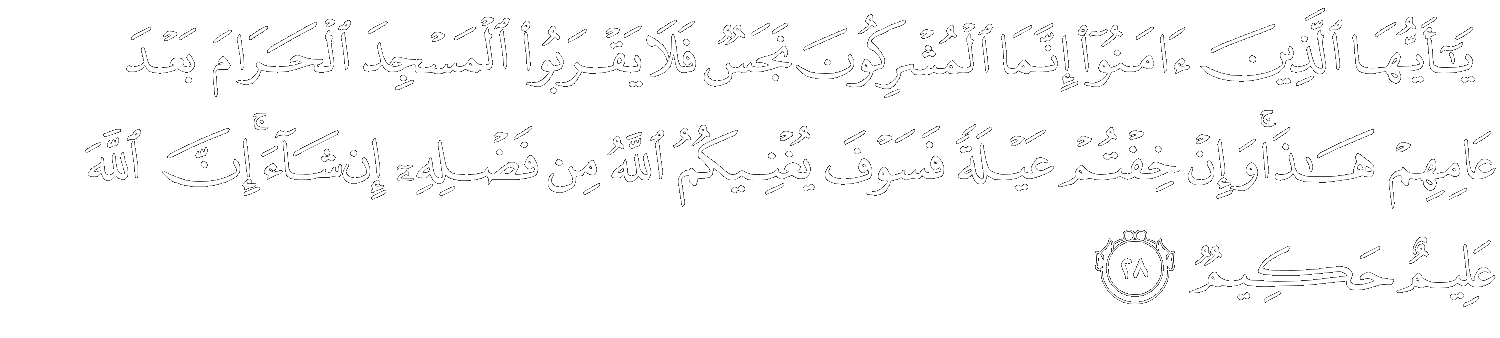 يَٰٓأَيُّهَا ٱلَّذِينَ ءَامَنُوٓا۟ إِنَّمَا ٱلْمُشْرِكُونَ نَجَسٌ فَلَا يَقْرَبُوا۟ ٱلْمَسْجِدَ ٱلْحَرَامَ بَعْدَ
عَامِهِمْ هَٰذَا ۚ وَإِنْ خِفْتُمْ عَيْلَةً فَسَوْفَ يُغْنِيكُمُ ٱللَّهُ مِن فَضْلِهِۦٓ إِن شَآءَ ۚ إِنَّ ٱللَّهَ
عَلِيمٌ حَكِيمٌ ٢٨